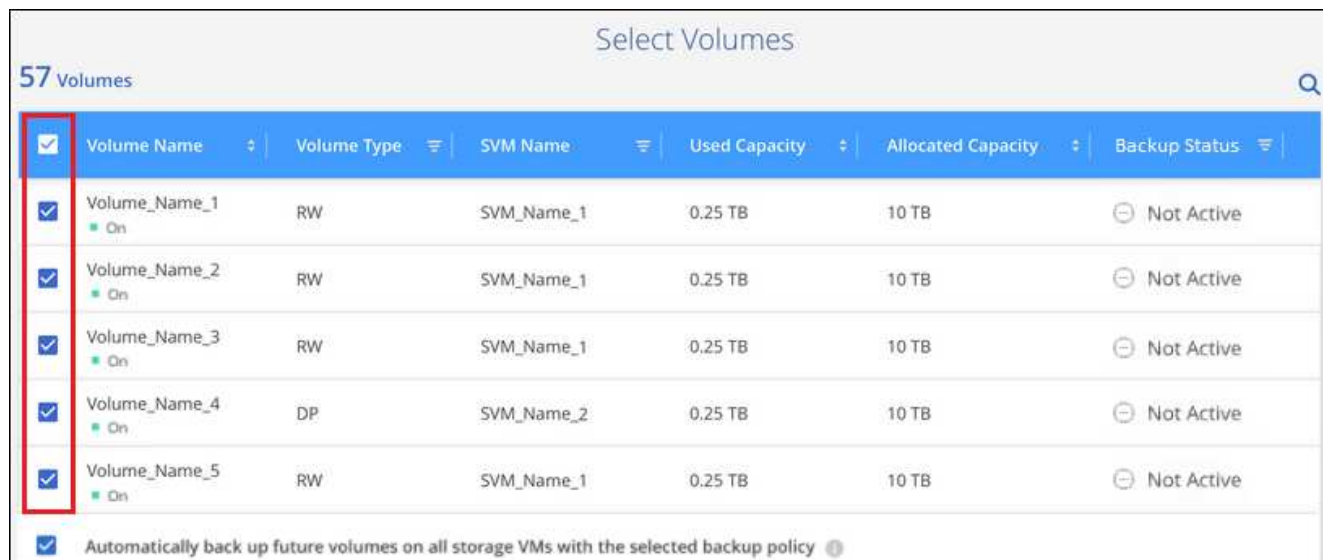 Select Volumes
57 Volumes
Volume Name Volume Type SVM Name Used Capacity Allocated Capacity Backup Status
Volume_Name_1
On
RW SVM_Name_1 0.25 TB 10 TB Not Active
Volume_Name_2
On
RW SVM_Name_1 0.25 TB 10 TB Not Active
Volume_Name_3
On
RW SVM_Name_1 0.25 TB 10 TB Not Active
Volume_Name_4
On
DP SVM_Name_2 0.25 TB 10 TB Not Active
Volume_Name_5
On
RW SVM_Name_1 0.25 TB 10 TB Not Active
Automatically back up future volumes on all storage VMs with the selected backup policy